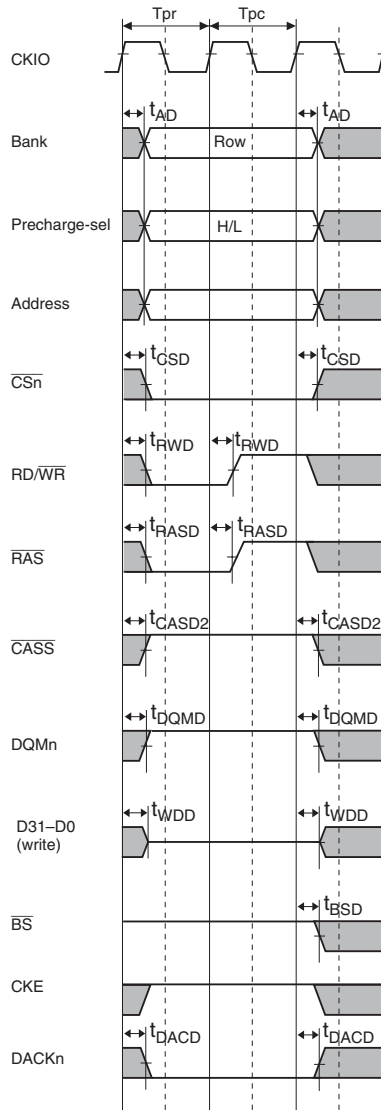 Tpr Tpc
CKIO
tAD tAD
Bank Row
Precharge-sel H/L
Address
tCSD tCSD
CSn
tRWD tRWD
RD/WR
tRASD tRASD
RAS
tCASD2 tCASD2
CASS
tDQMD tDQMD
DQMn
tWDD tWDD
D31–D0
(write)
tBSD
BS
CKE
tDACD tDACD
DACKn